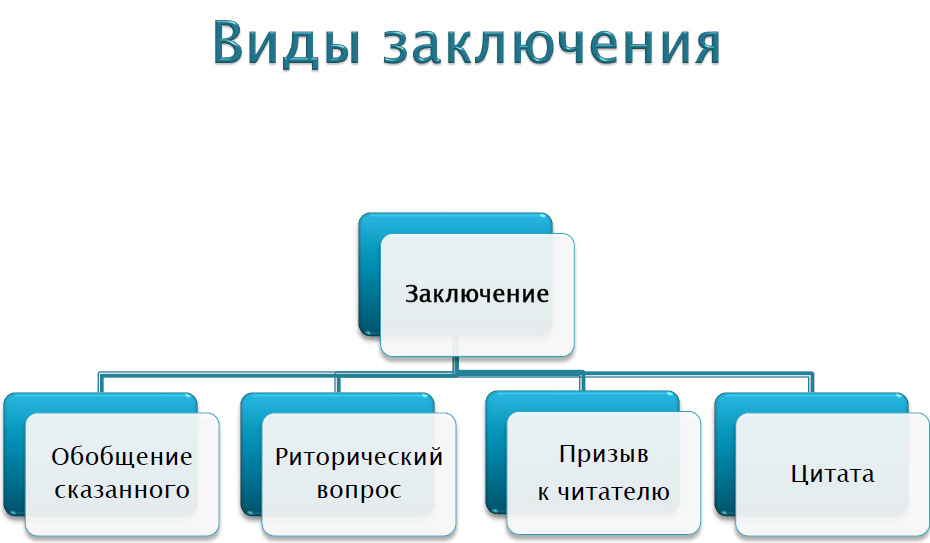 Виды заключения
Заключение
Обобщение
сказанного
Риторический
вопрос
Призыв
к читателю
Цитата